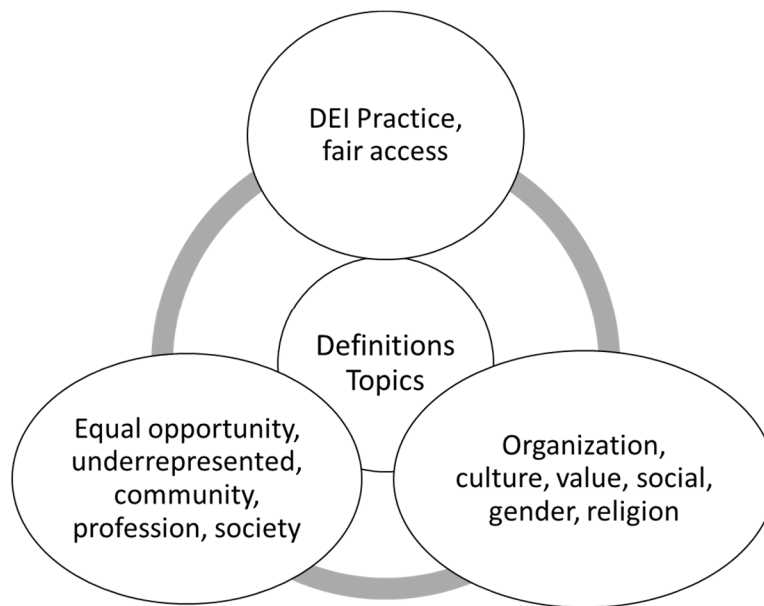 DEI Practice,
fair access
Definitions
Topics
Equal opportunity,
underrepresented,
community,
profession, society
Organization,
culture, value, social,
gender, religion